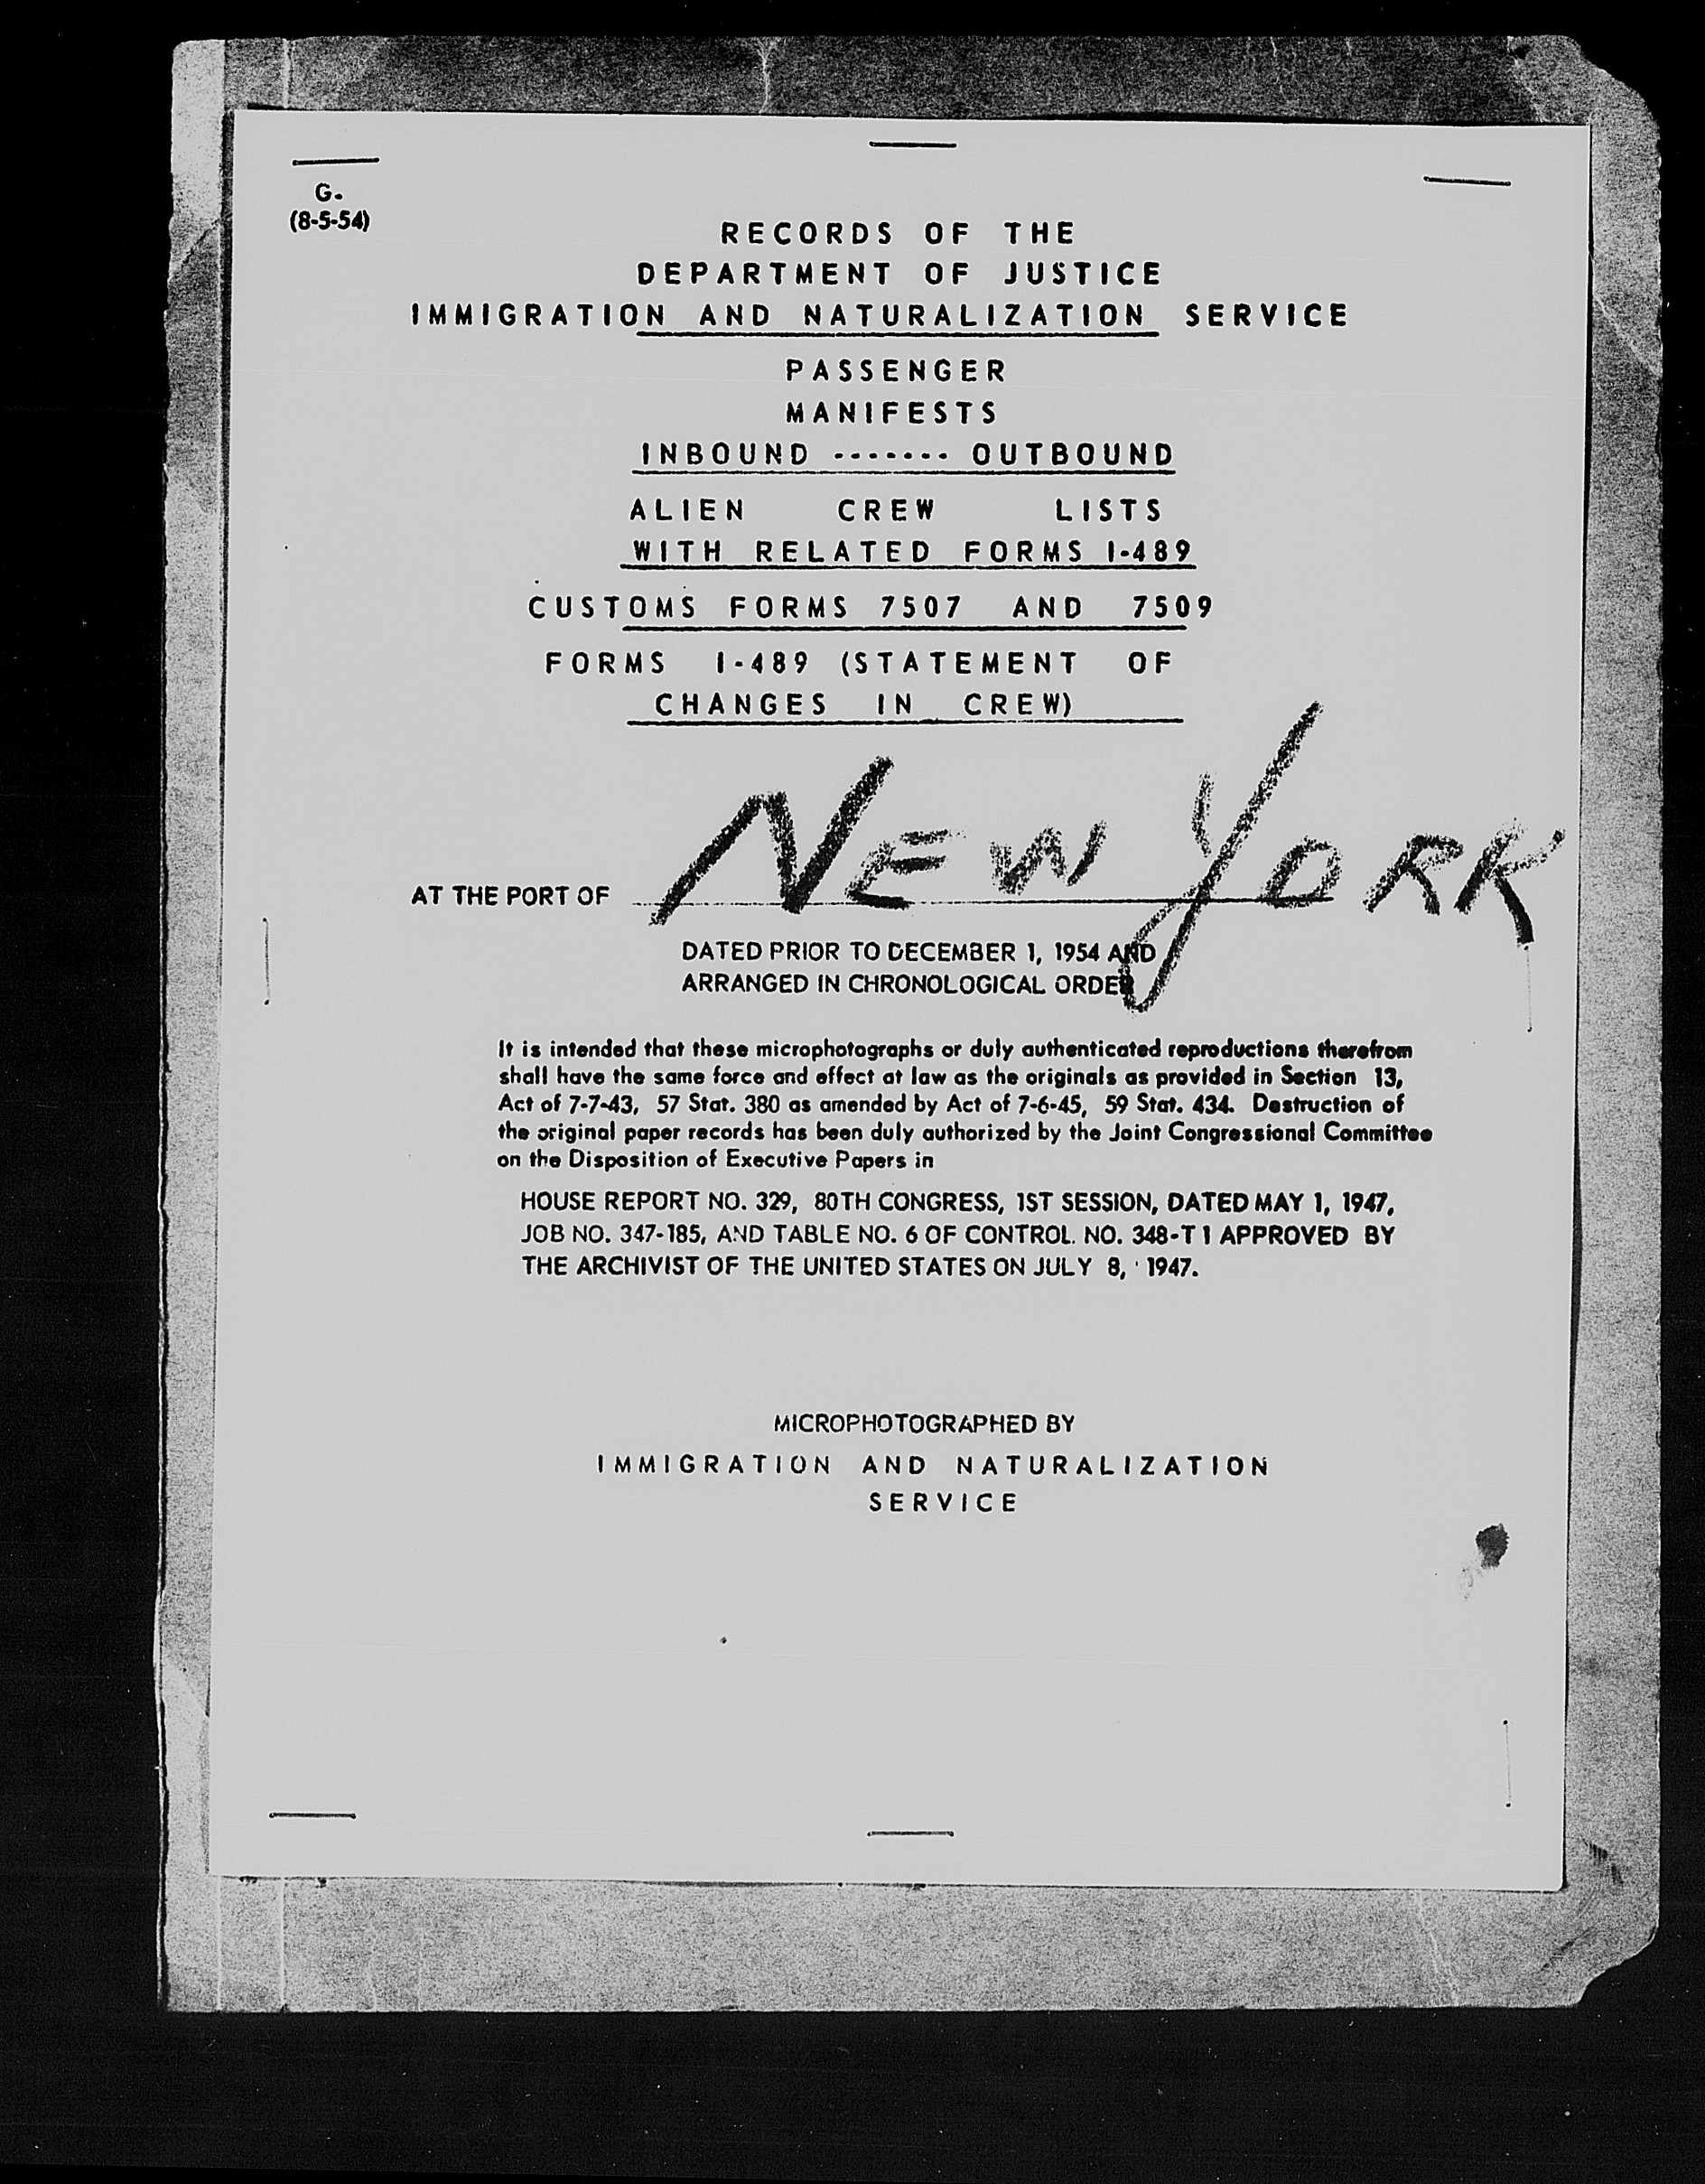 G.
(8-5-54)
RECORDS OF THE
DEPARTMENT OF JUSTICE
IMMIGRATION AND NATURALIZATION SERVICE
PASSENGER
MANIFESTS
INBOUND ------- OUTBOUND
ALIEN CREW LISTS
WITH RELATED FORMS I-489
CUSTOMS FORMS 7507 AND 7509
FORMS I-489 (STATEMENT OF
CHANGES IN CREW)
AT THE PORT OF NEW YORK
DATED PRIOR TO DECEMBER 1, 1954 AND
ARRANGED IN CHRONOLOGICAL ORDER
It is intended that these microphotographs or duly authenticated reproductions therefrom
shall have the same force and effect at law as the originals as provided in Section 13,
Act of 7-7-43, 57 Stat. 380 as amended by Act of 7-6-45, 59 Stat. 434. Destruction of
the original paper records has been duly authorized by the Joint Congressional Committee
on the Disposition of Executive Papers in
HOUSE REPORT NO. 329, 80TH CONGRESS, 1ST SESSION, DATED MAY 1, 1947,
JOB NO. 347-185, AND TABLE NO. 6 OF CONTROL. NO. 348-T1 APPROVED BY
THE ARCHIVIST OF THE UNITED STATES ON JULY 8, 1947.
MICROPHOTOGRAPHED BY
IMMIGRATION AND NATURALIZATION
SERVICE